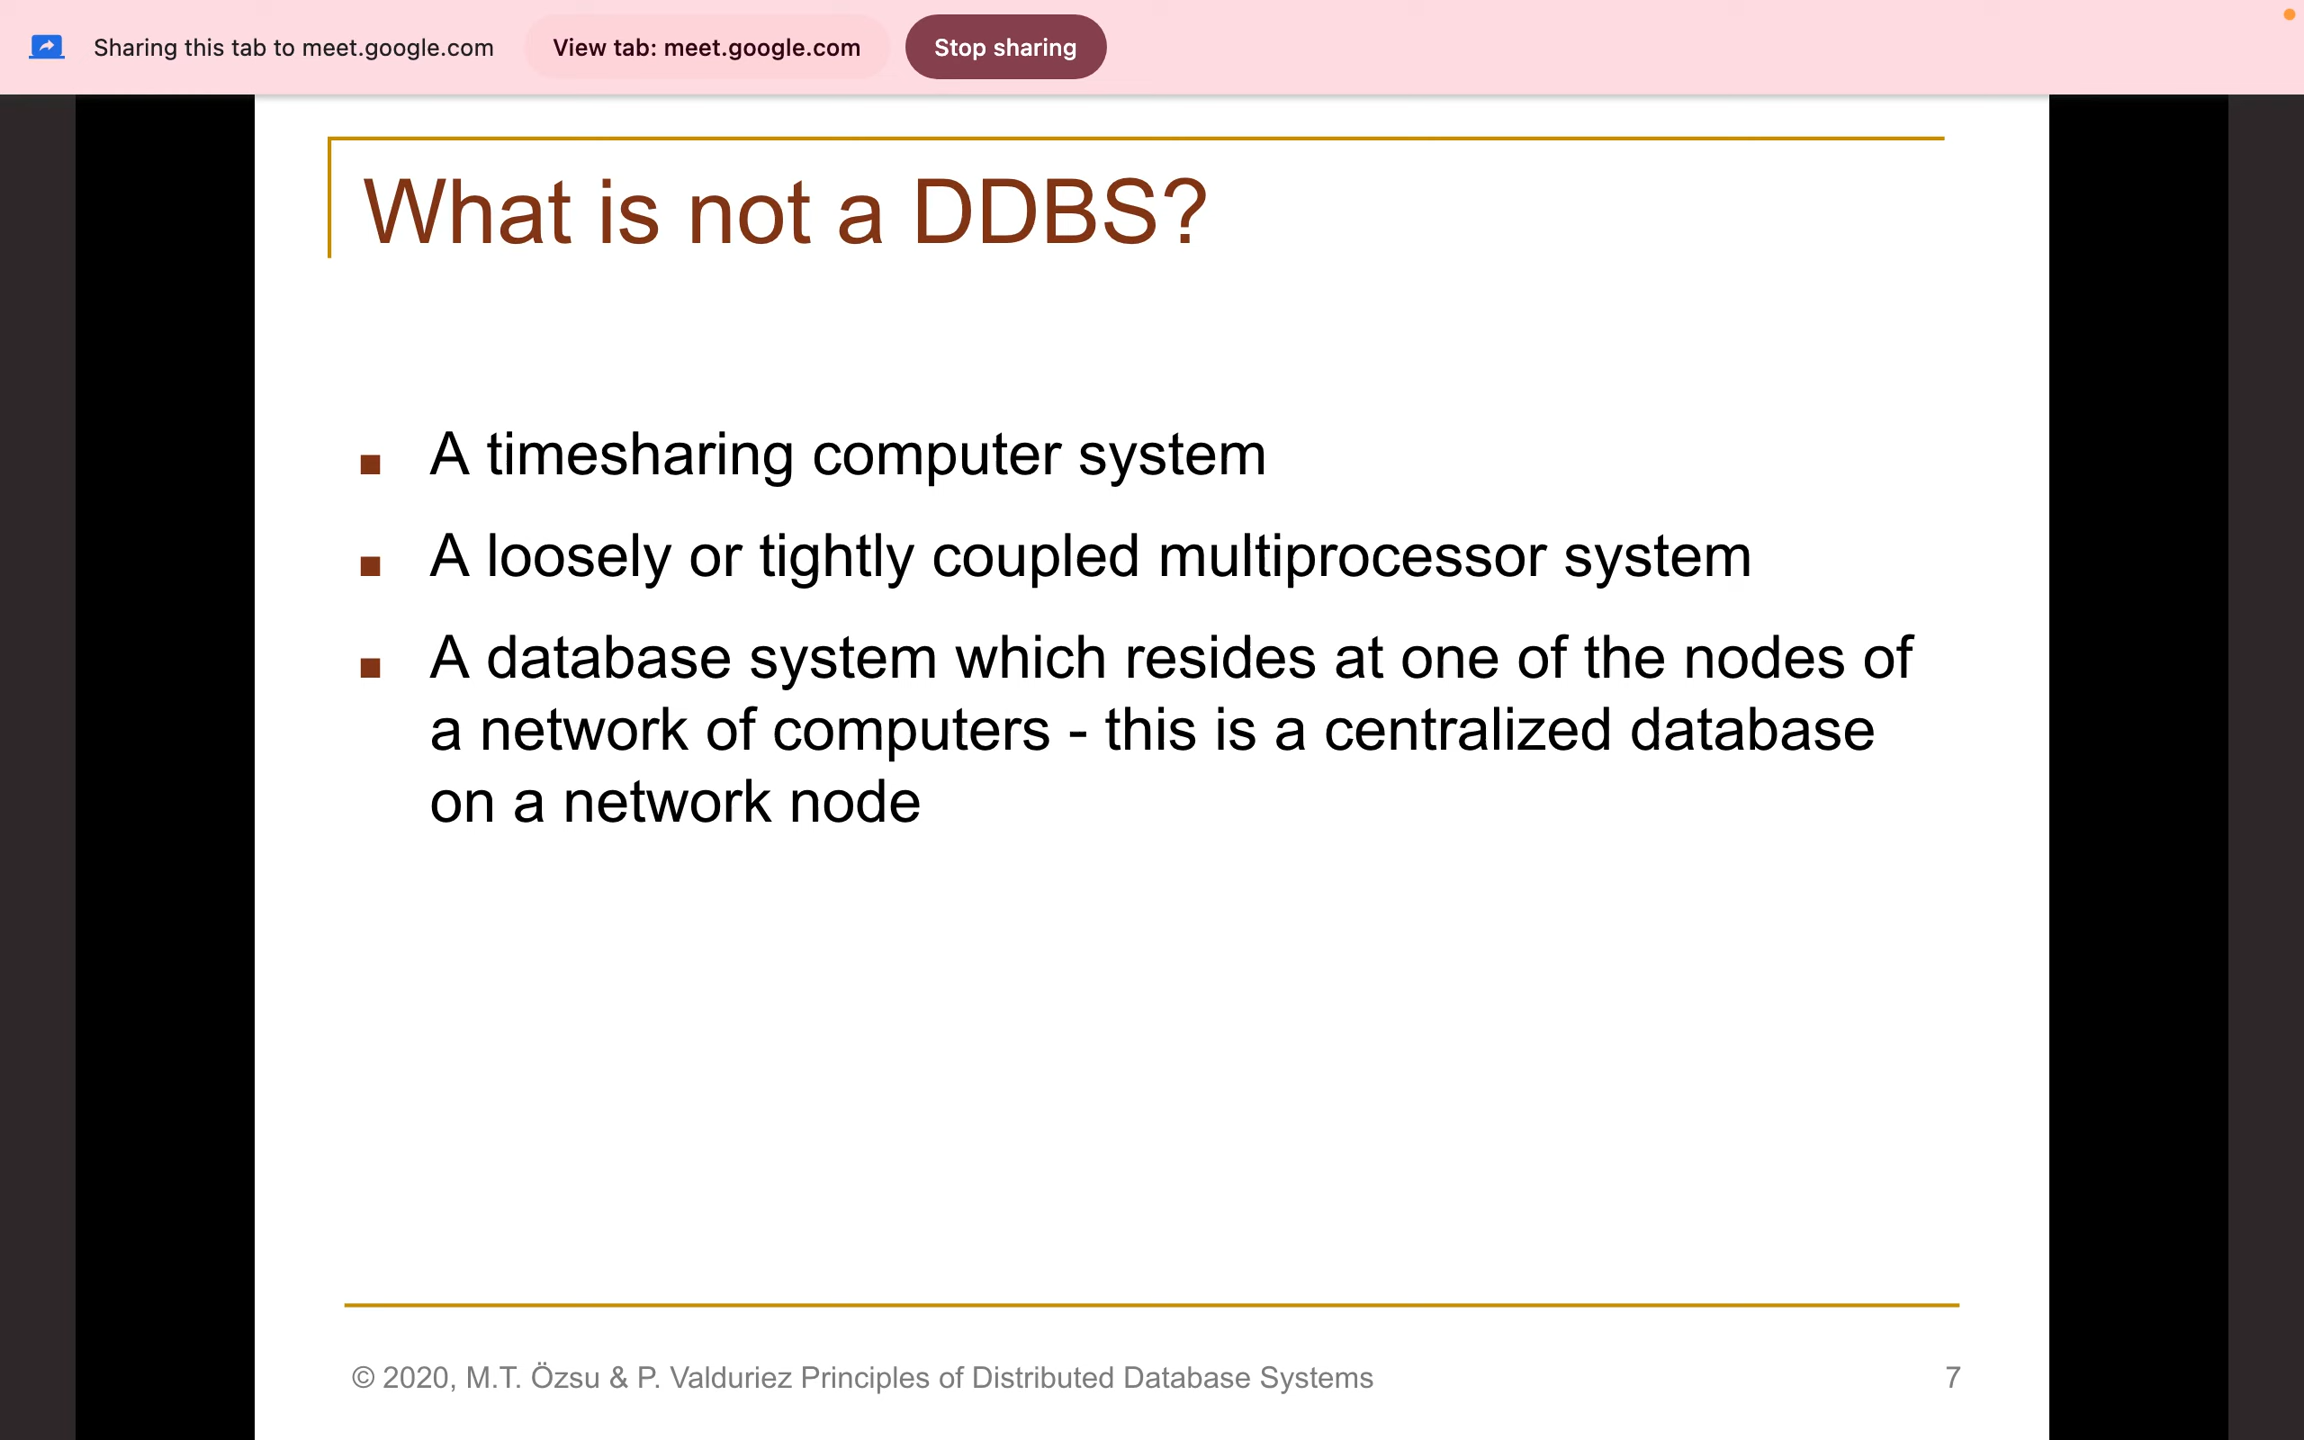 Sharing this tab to meet.google.com View tab: meet.google.com Stop sharing
What is not a DDBS?
■ A timesharing computer system
■ A loosely or tightly coupled multiprocessor system
■ A database system which resides at one of the nodes of
a network of computers - this is a centralized database
on a network node
© 2020, M.T. Özsu & P. Valduriez Principles of Distributed Database Systems 7